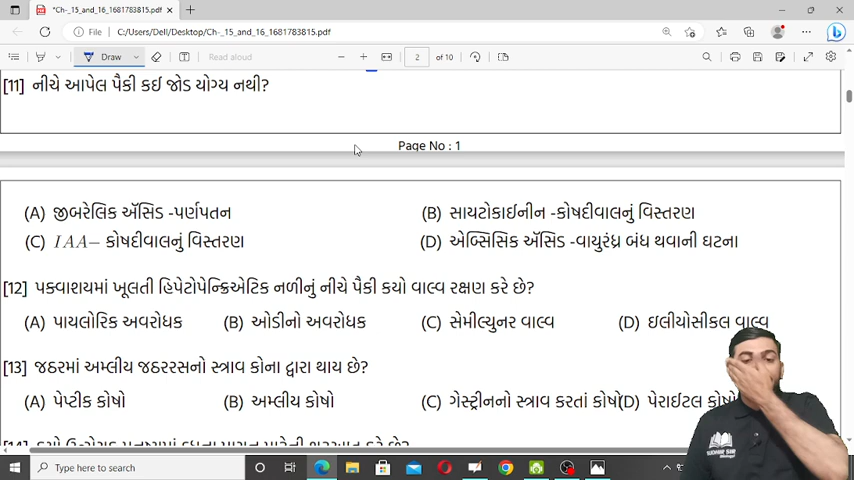 *Ch-_15_and_16_1681783815.pdf
File
C:/Users/Dell/Desktop/Ch-_15_and_16_1681783815.pdf
Draw
Read aloud
2
of 10
[11] નીચે આપેલ પૈકી કઈ જોડ યોગ્ય નથી?
Page No : 1
(A) જીબરેલિક ઍસિડ -પર્ણપતન
(B) સાયટોકાઈનીન -કોષદીવાલનું વિસ્તરણ
(C) IAA– કોષદીવાલનું વિસ્તરણ
(D) એબ્સિસિક ઍસિડ -વાયુરંધ્ર બંધ થવાની ઘટના
[12] પક્વાશયમાં ખૂલતી હિપેટોપેન્ક્રિએટિક નળીનું નીચે પૈકી કયો વાલ્વ રક્ષણ કરે છે?
(A) પાયલોરિક અવરોધક
(B) ઓડીનો અવરોધક
(C) સેમીલ્યુનર વાલ્વ
(D) ઇલીયોસીકલ વાલ્વ
[13] જઠરમાં અમ્લીય જઠરરસનો સ્ત્રાવ કોના દ્વારા થાય છે?
(A) પેપ્ટીક કોષો
(B) અમ્લીય કોષો
(C) ગેસ્ટ્રીનનો સ્ત્રાવ કરતાં કોષો
(D) પેરાઈટલ કોષો
Type here to search